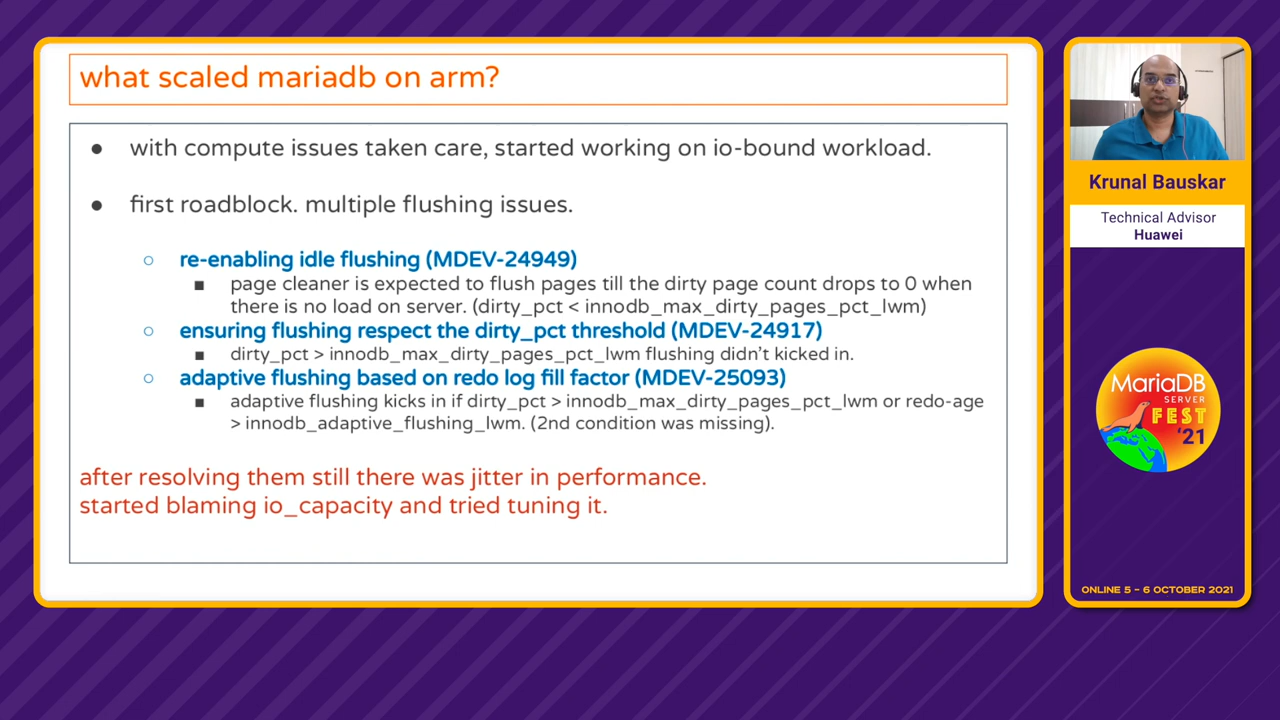 what scaled mariadb on arm?
● with compute issues taken care, started working on io-bound workload.
● first roadblock. multiple flushing issues.
○ re-enabling idle flushing (MDEV-24949)
■ page cleaner is expected to flush pages till the dirty page count drops to 0 when
there is no load on server. (dirty_pct < innodb_max_dirty_pages_pct_lwm)
○ ensuring flushing respect the dirty_pct threshold (MDEV-24917)
■ dirty_pct > innodb_max_dirty_pages_pct_lwm flushing didn't kicked in.
○ adaptive flushing based on redo log fill factor (MDEV-25093)
■ adaptive flushing kicks in if dirty_pct > innodb_max_dirty_pages_pct_lwm or redo-age
> innodb_adaptive_flushing_lwm. (2nd condition was missing).
after resolving them still there was jitter in performance.
started blaming io_capacity and tried tuning it.
Krunal Bauskar
Technical Advisor
Huawei
MariaDB
SERVER
FEST
'21
ONLINE 5 – 6 OCTOBER 2021